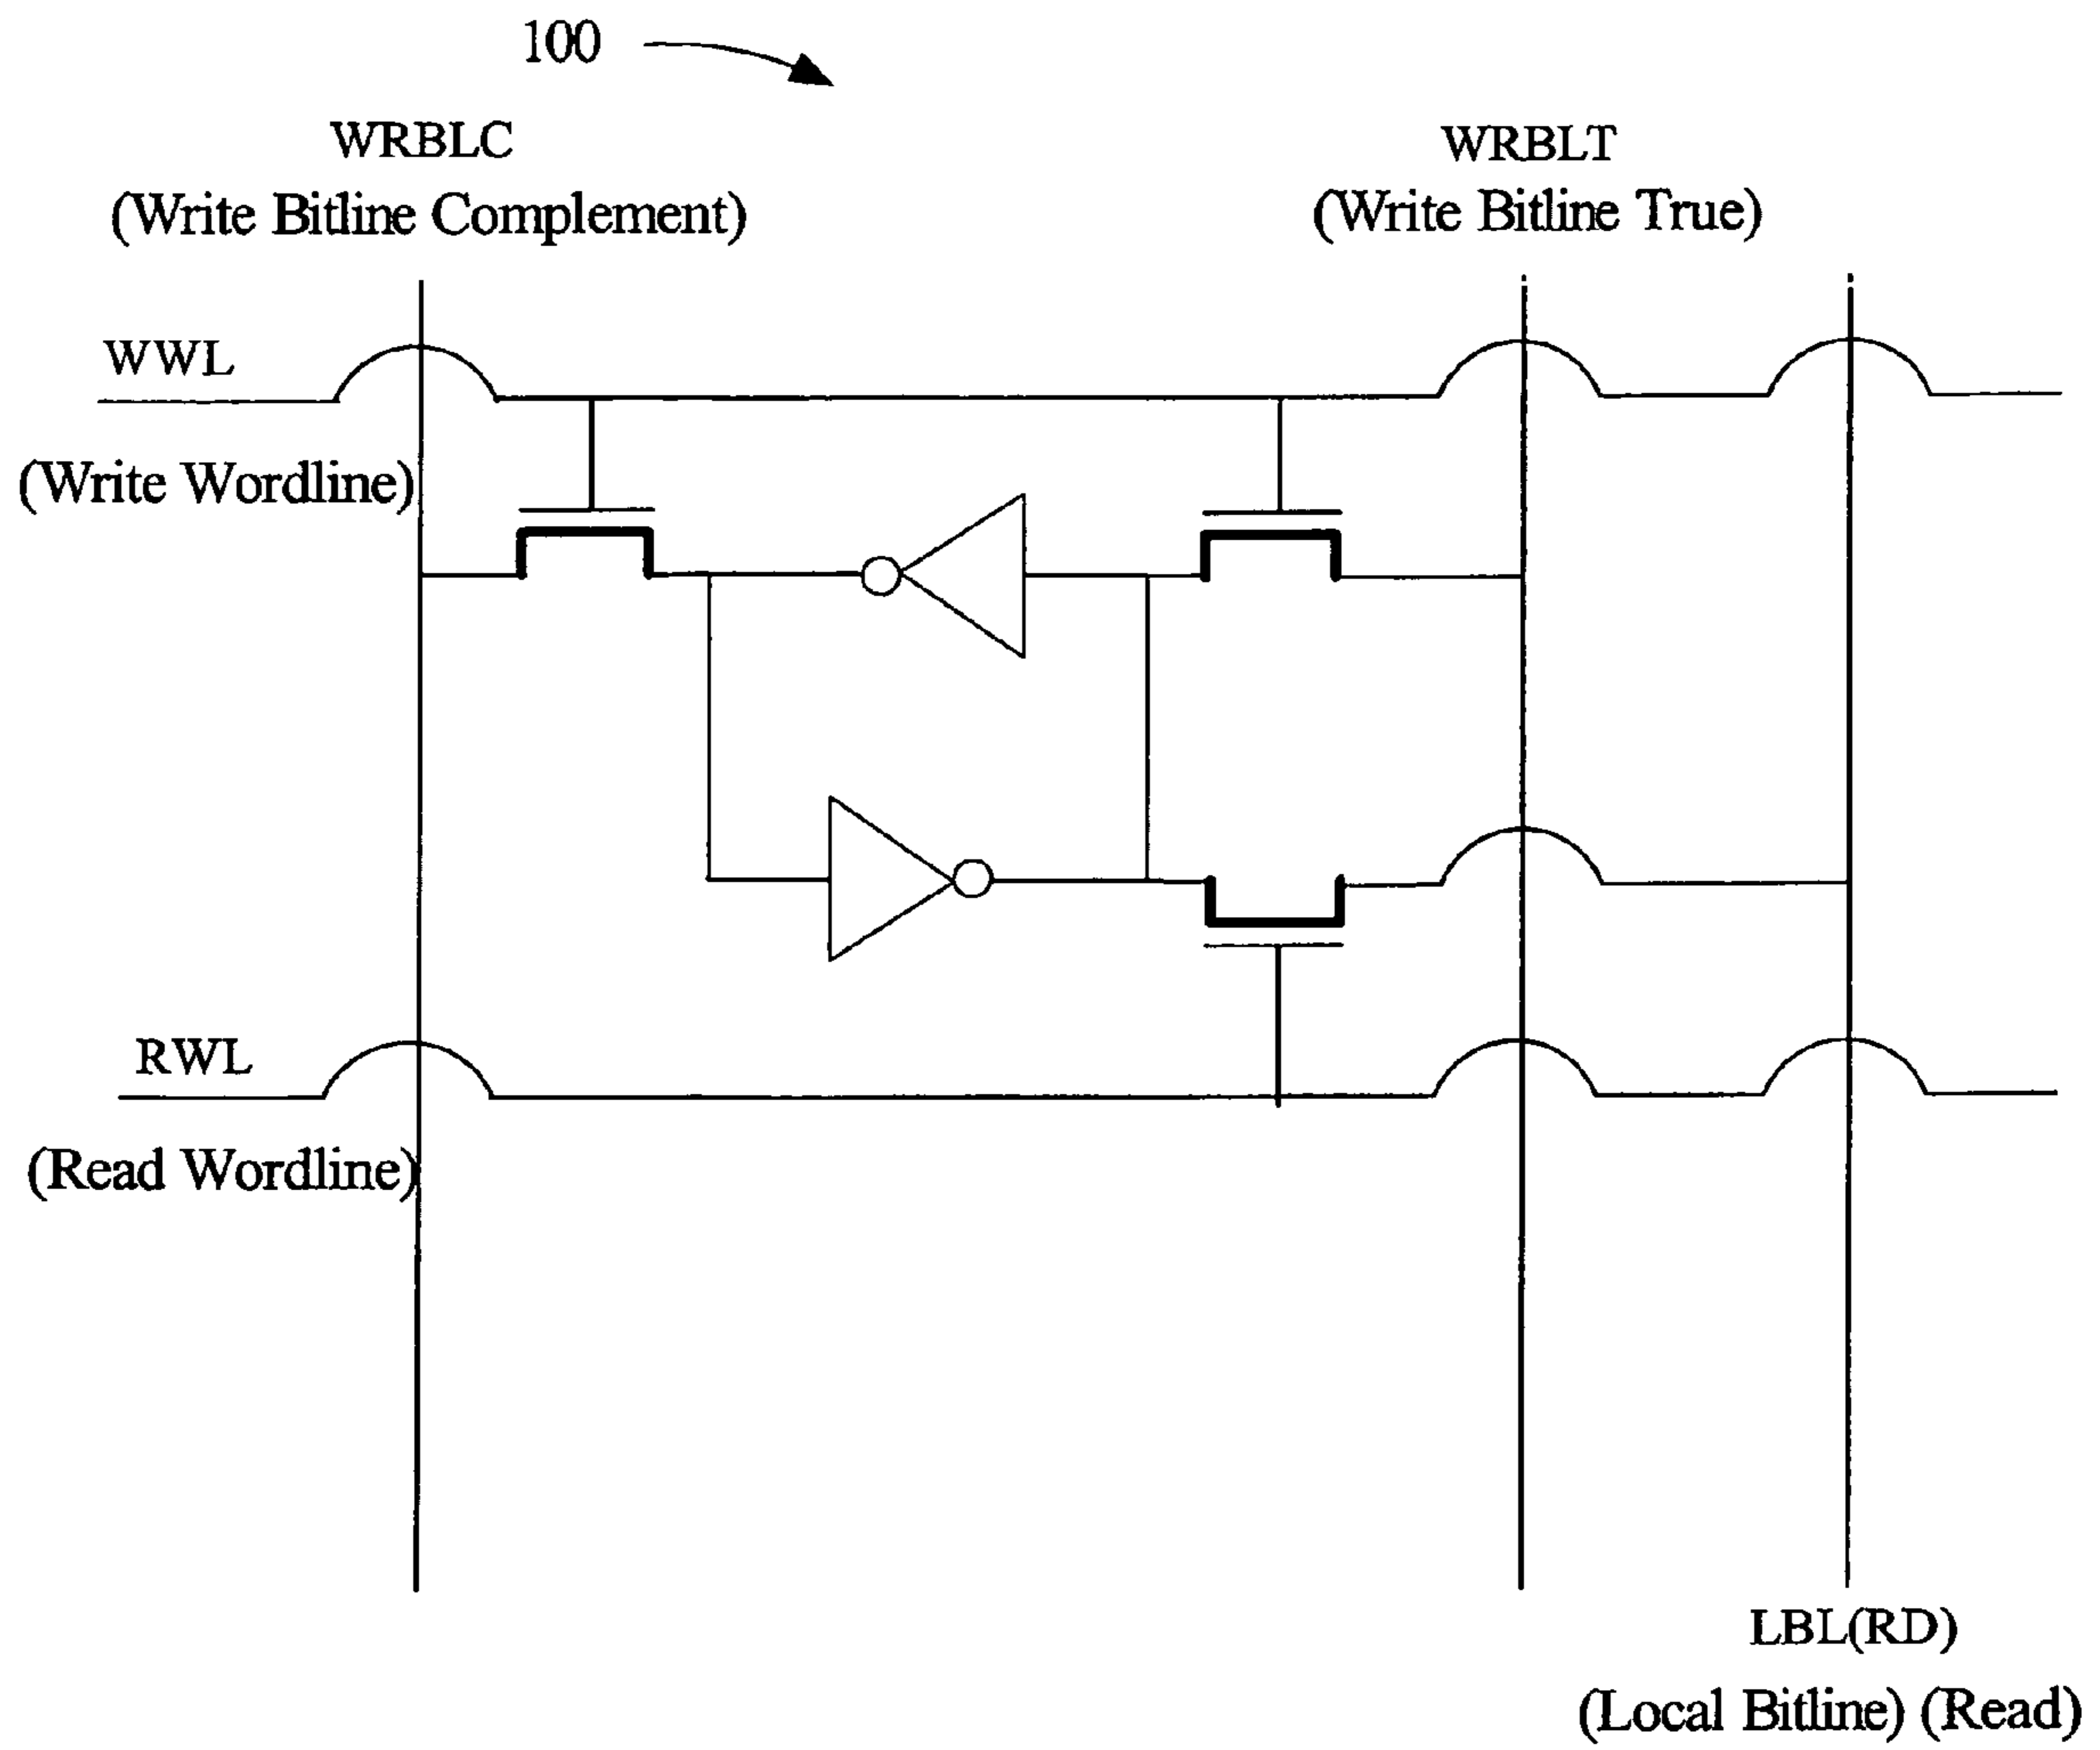 100
WRBLC
(Write Bitline Complement)
WRBLT
(Write Bitline True)
WWL
(Write Wordline)
RWL
(Read Wordline)
LBL(RD)
(Local Bitline) (Read)